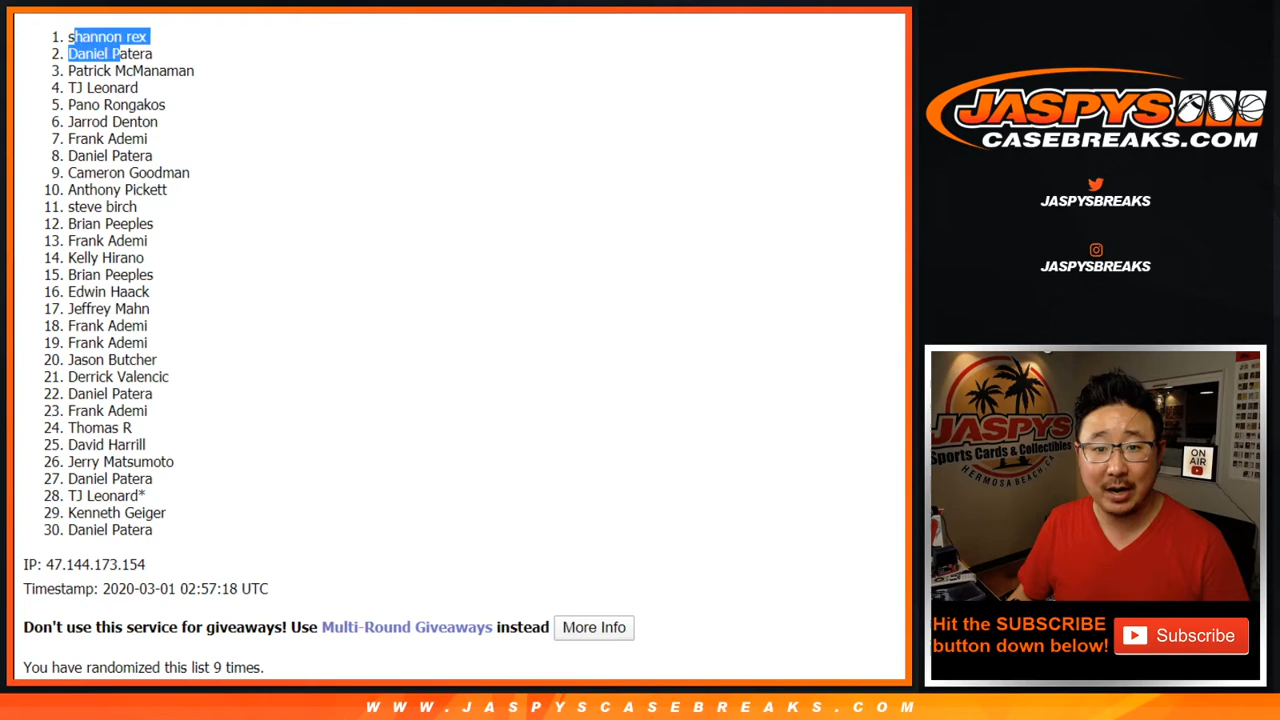 1. shannon rex
2. Daniel Patera
3. Patrick McManaman
4. TJ Leonard
5. Pano Rongakos
6. Jarrod Denton
7. Frank Ademi
8. Daniel Patera
9. Cameron Goodman
10. Anthony Pickett
11. steve birch
12. Brian Peeples
13. Frank Ademi
14. Kelly Hirano
15. Brian Peeples
16. Edwin Haack
17. Jeffrey Mahn
18. Frank Ademi
19. Frank Ademi
20. Jason Butcher
21. Derrick Valencic
22. Daniel Patera
23. Frank Ademi
24. Thomas R
25. David Harrill
26. Jerry Matsumoto
27. Daniel Patera
28. TJ Leonard*
29. Kenneth Geiger
30. Daniel Patera
IP: 47.144.173.154
Timestamp: 2020-03-01 02:57:18 UTC
Don't use this service for giveaways! Use Multi-Round Giveaways instead More Info
You have randomized this list 9 times.
JASPYS
CASEBREAKS.COM
JASPYSBREAKS
JASPYSBREAKS
JASPYS
Sports Cards & Collectibles
HERMOSA BEACH, CA
ON
AIR
Hit the SUBSCRIBE
button down below!
Subscribe
WWW.JASPYSCASEBREAKS.COM